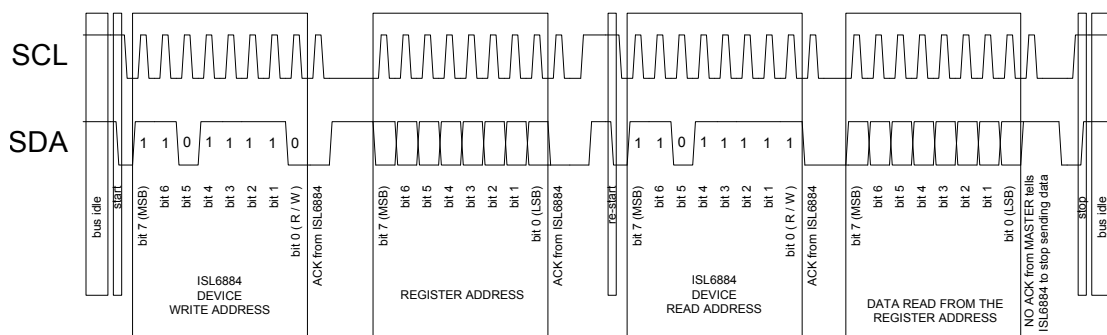 SCL
SDA
1 1 0 1 1 1 1 0
1 1 0 1 1 1 1 1
bus idle
start
bit 7 (MSB)
bit 6
bit 5
bit 4
bit 3
bit 2
bit 1
bit 0 ( R / W )
ACK from ISL6884
bit 7 (MSB)
bit 6
bit 5
bit 4
bit 3
bit 2
bit 1
bit 0 (LSB)
ACK from ISL6884
re-start
bit 7 (MSB)
bit 6
bit 5
bit 4
bit 3
bit 2
bit 1
bit 0 ( R / W )
ACK from ISL6884
bit 7 (MSB)
bit 6
bit 5
bit 4
bit 3
bit 2
bit 1
bit 0 (LSB)
NO ACK from MASTER tells
ISL6884 to stop sending data
stop
bus idle
ISL6884
DEVICE
WRITE ADDRESS
REGISTER ADDRESS
ISL6884
DEVICE
READ ADDRESS
DATA READ FROM THE
REGISTER ADDRESS